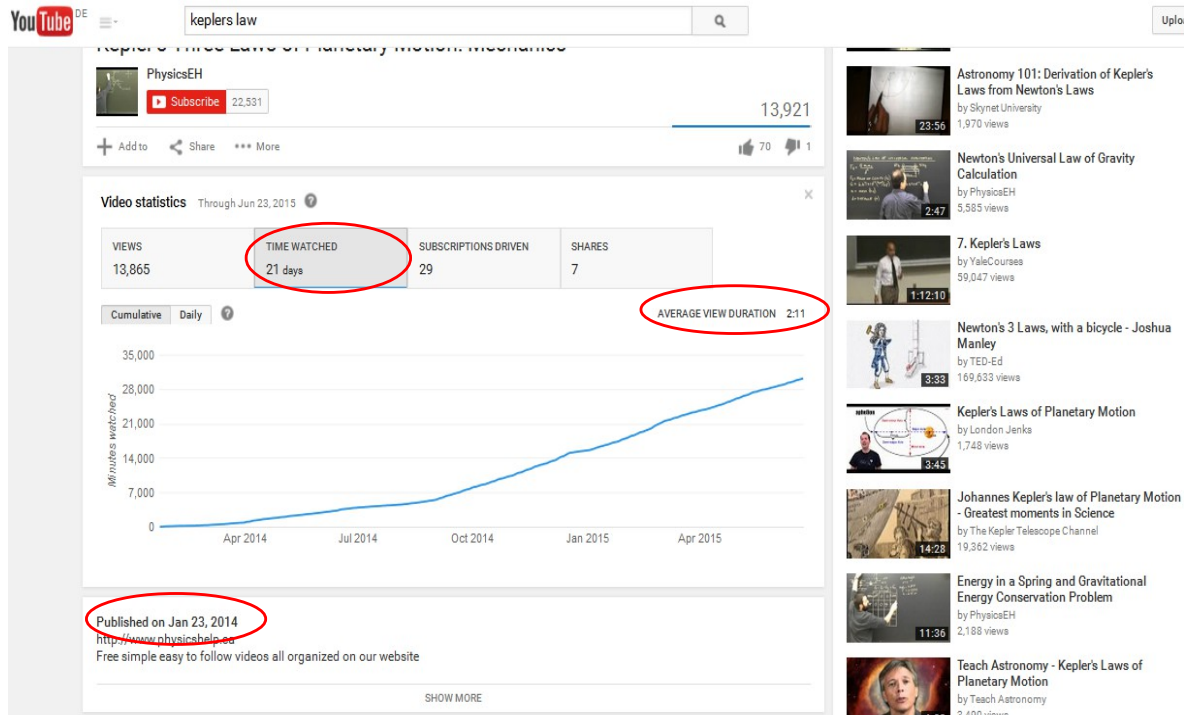 YouTube DE
keplers law
Uploa
Kepler's Three Laws of Planetary Motion: Mechanics
PhysicsEH
Subscribe 22,531
13,921
Add to Share More
70 1
Video statistics Through Jun 23, 2015 ?
VIEWS
13,865
TIME WATCHED
21 days
SUBSCRIPTIONS DRIVEN
29
SHARES
7
Cumulative Daily ?
AVERAGE VIEW DURATION 2:11
Minutes watched
35,000
28,000
21,000
14,000
7,000
0
Apr 2014 Jul 2014 Oct 2014 Jan 2015 Apr 2015
Published on Jan 23, 2014
http://www.physicshelp.ca
Free simple easy to follow videos all organized on our website
SHOW MORE
23:56
Astronomy 101: Derivation of Kepler's
Laws from Newton's Laws
by Skynet University
1,970 views
2:47
Newton's Universal Law of Gravity
Calculation
by PhysicsEH
5,585 views
1:12:10
7. Kepler's Laws
by YaleCourses
59,047 views
3:33
Newton's 3 Laws, with a bicycle - Joshua
Manley
by TED-Ed
169,633 views
3:45
Kepler's Laws of Planetary Motion
by London Jenks
1,748 views
14:28
Johannes Kepler's law of Planetary Motion
- Greatest moments in Science
by The Kepler Telescope Channel
19,362 views
11:36
Energy in a Spring and Gravitational
Energy Conservation Problem
by PhysicsEH
2,188 views
Teach Astronomy - Kepler's Laws of
Planetary Motion
by Teach Astronomy
views